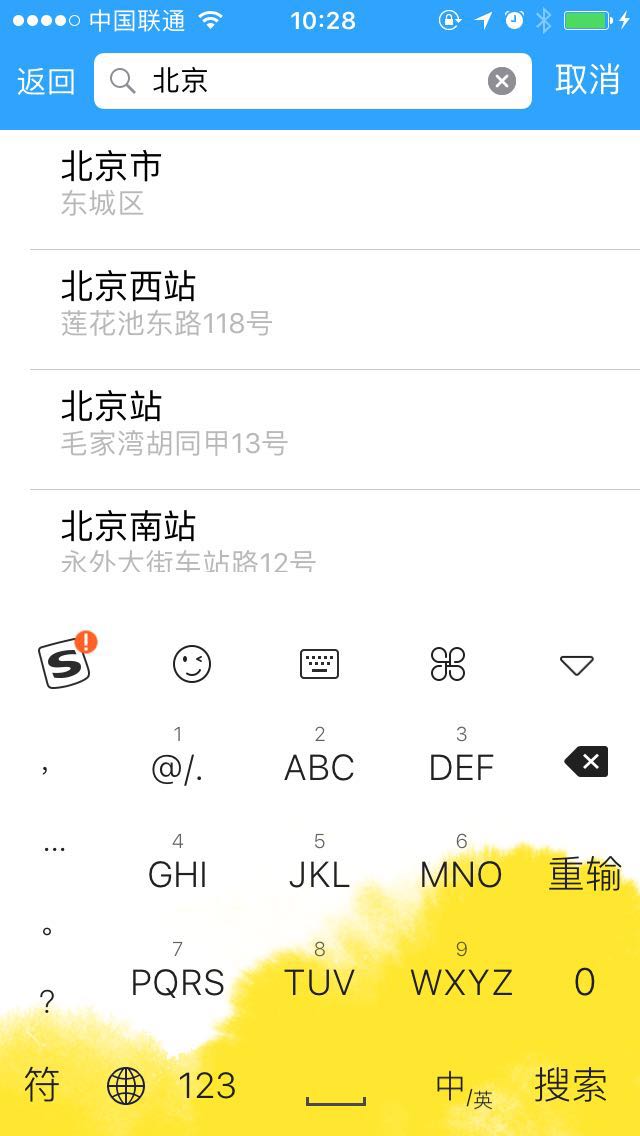 中国联通 10:28
返回 北京 取消
北京市
东城区
北京西站
莲花池东路118号
北京站
毛家湾胡同甲13号
北京南站
永外大街车站路12号
S !
， 1 2 3
@/. ABC DEF
… 4 5 6
GHI JKL MNO 重输
。 7 8 9
PQRS TUV WXYZ 0
？
符 123 中/英 搜索